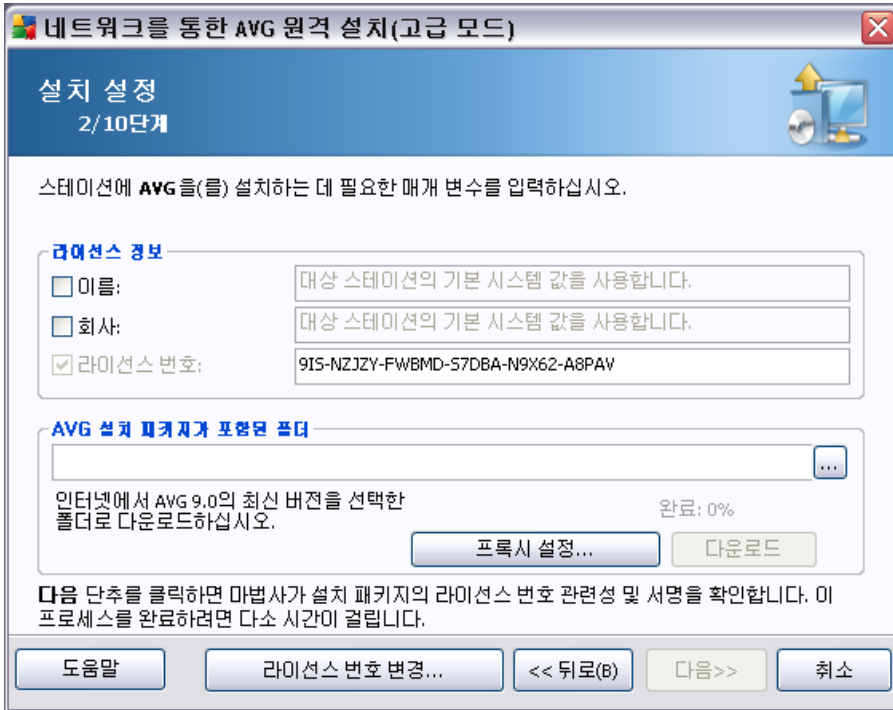 네트워크를 통한 AVG 원격 설치(고급 모드)
설치 설정
2/10단계
스테이션에 AVG을(를) 설치하는 데 필요한 매개 변수를 입력하십시오.
라이선스 정보
이름:
대상 스테이션의 기본 시스템 값을 사용합니다.
회사:
대상 스테이션의 기본 시스템 값을 사용합니다.
라이선스 번호:
9IS-NZJZY-FWBMD-S7DBA-N9X62-A8PAV
AVG 설치 패키지가 포함된 폴더
...
인터넷에서 AVG 9.0의 최신 버전을 선택한
폴더로 다운로드하십시오.
완료: 0%
프록시 설정...
다운로드
다음 단추를 클릭하면 마법사가 설치 패키지의 라이선스 번호 관련성 및 서명을 확인합니다. 이
프로세스를 완료하려면 다소 시간이 걸립니다.
도움말
라이선스 번호 변경...
<< 뒤로(B)
다음>>
취소